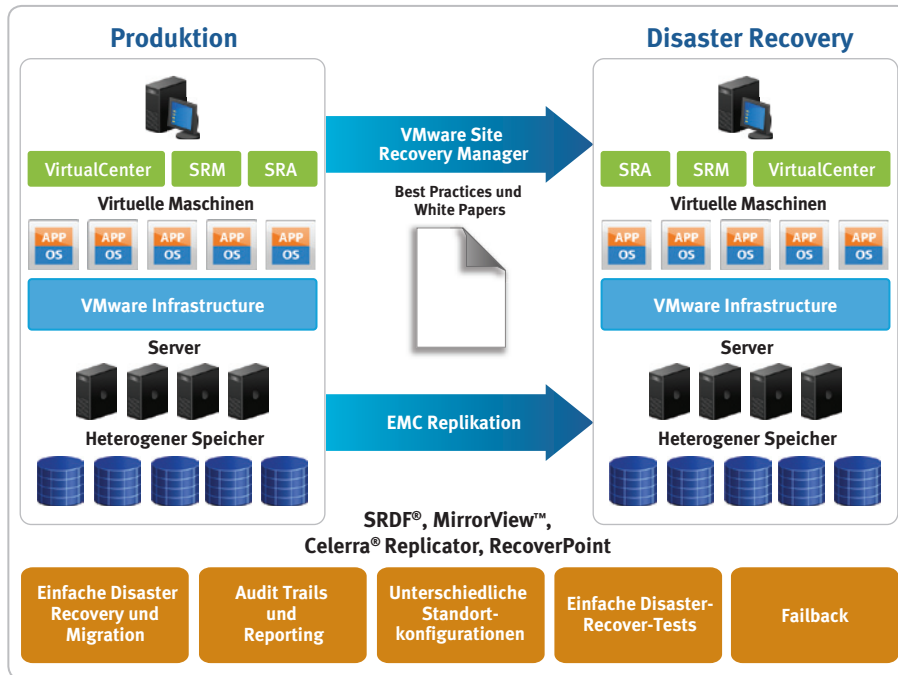 Produktion
Disaster Recovery
VirtualCenter
SRM
SRA
Virtuelle Maschinen
APP
OS
APP
OS
APP
OS
APP
OS
APP
OS
VMware Infrastructure
Server
Heterogener Speicher
VMware Site
Recovery Manager
Best Practices und
White Papers
EMC Replikation
SRA
SRM
VirtualCenter
Virtuelle Maschinen
APP
OS
APP
OS
APP
OS
APP
OS
APP
OS
VMware Infrastructure
Server
Heterogener Speicher
SRDF®, MirrorView™,
Celerra® Replicator, RecoverPoint
Einfache Disaster
Recovery und
Migration
Audit Trails
und
Reporting
Unterschiedliche
Standort-
konfigurationen
Einfache Disaster-
Recover-Tests
Failback